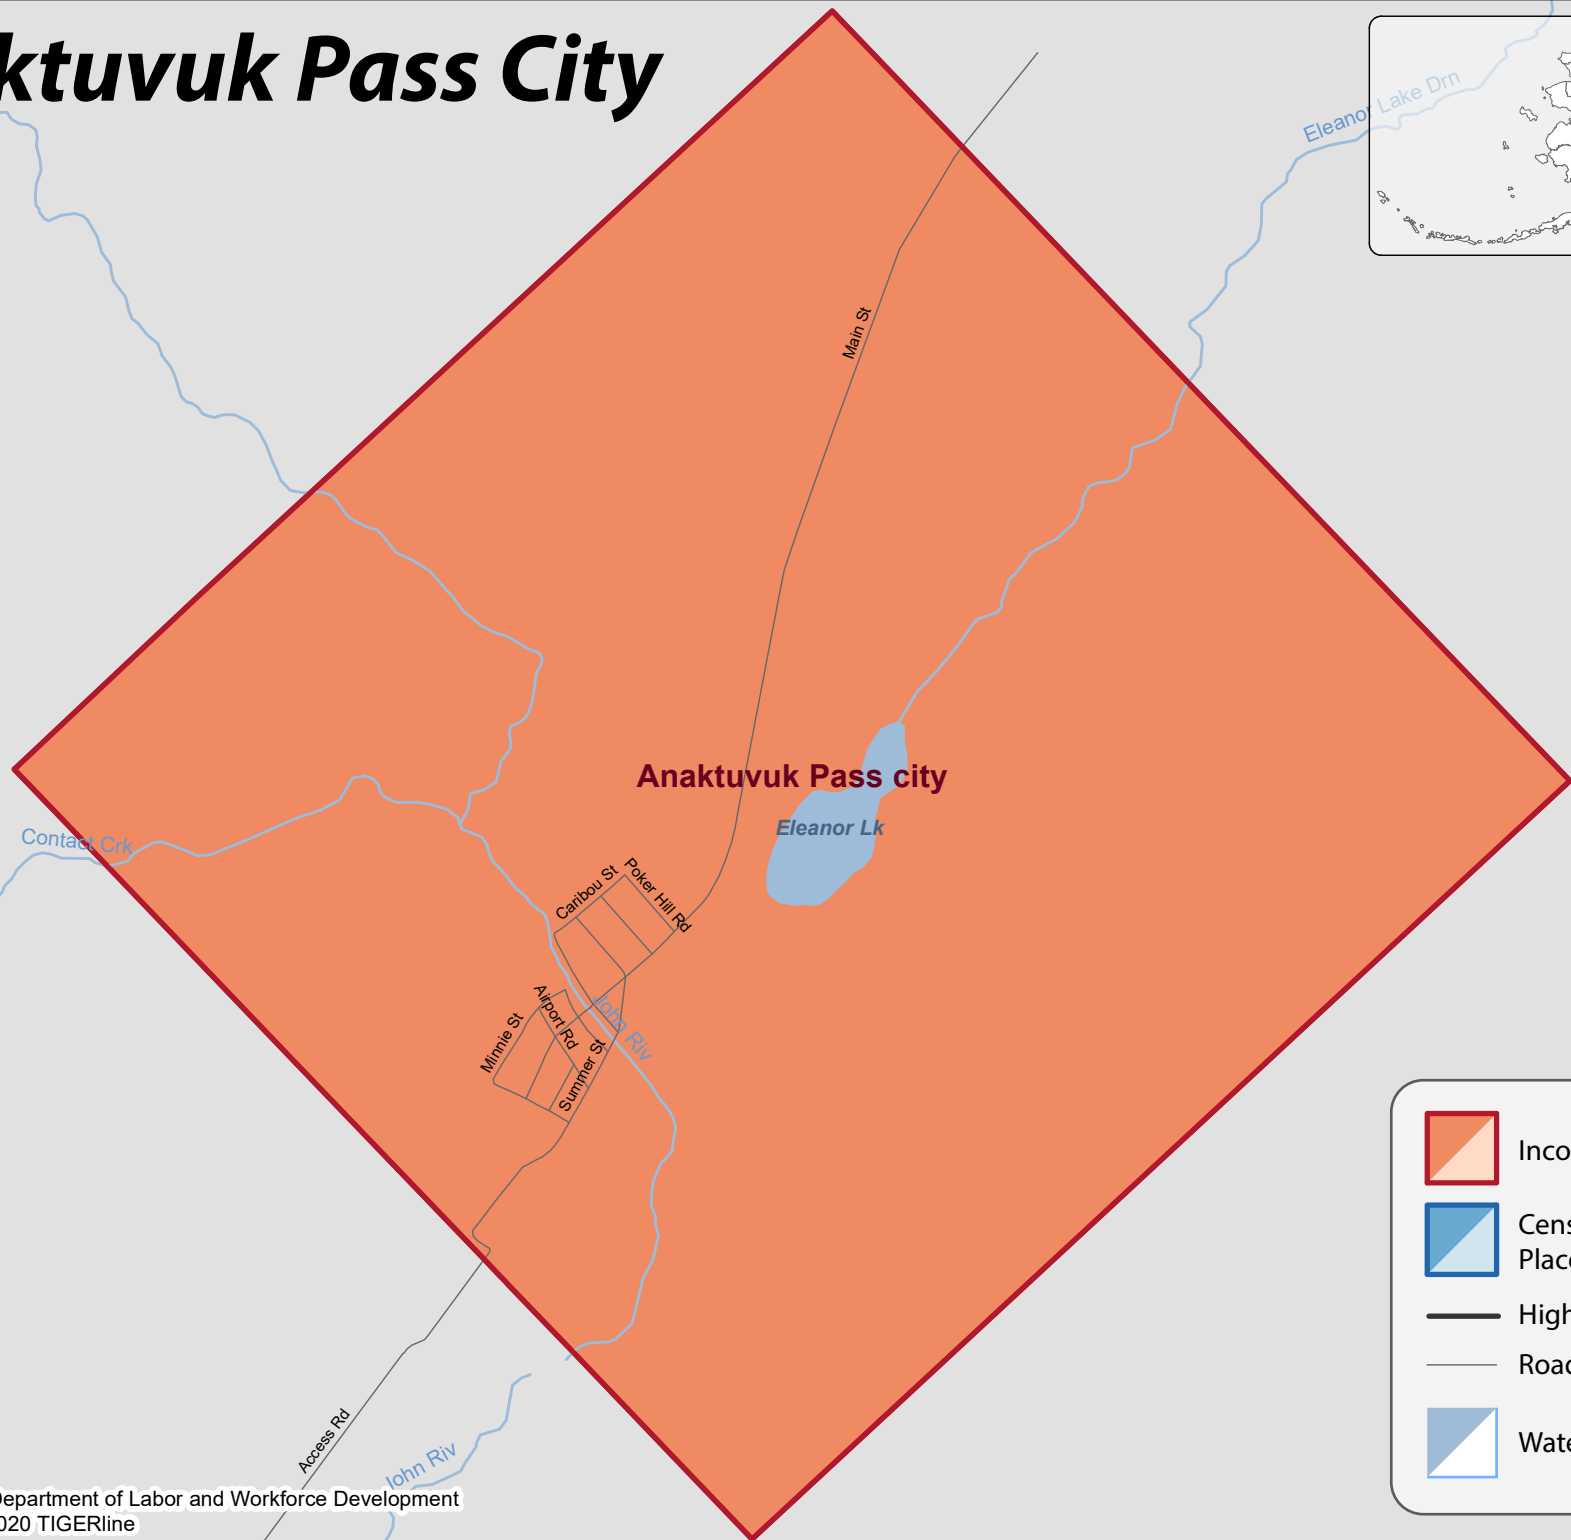 ktuvuk Pass City
Eleanor Lake Drn
Main St
Anaktuvuk Pass city
Eleanor Lk
Contact Crk
Caribou St
Poker Hill Rd
Airport Rd
John Riv
Minnie St
Summer St
Inco
Cens
Place
High
Road
Wate
Access Rd
John Riv
Department of Labor and Workforce Development
020 TIGERline